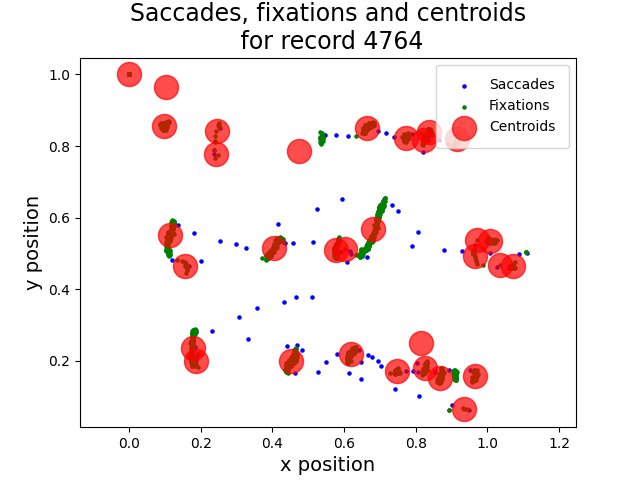 Saccades, fixations and centroids
for record 4764
Saccades
Fixations
Centroids
1.0
0.8
0.6
0.4
0.2
y position
0.0 0.2 0.4 0.6 0.8 1.0 1.2
x position